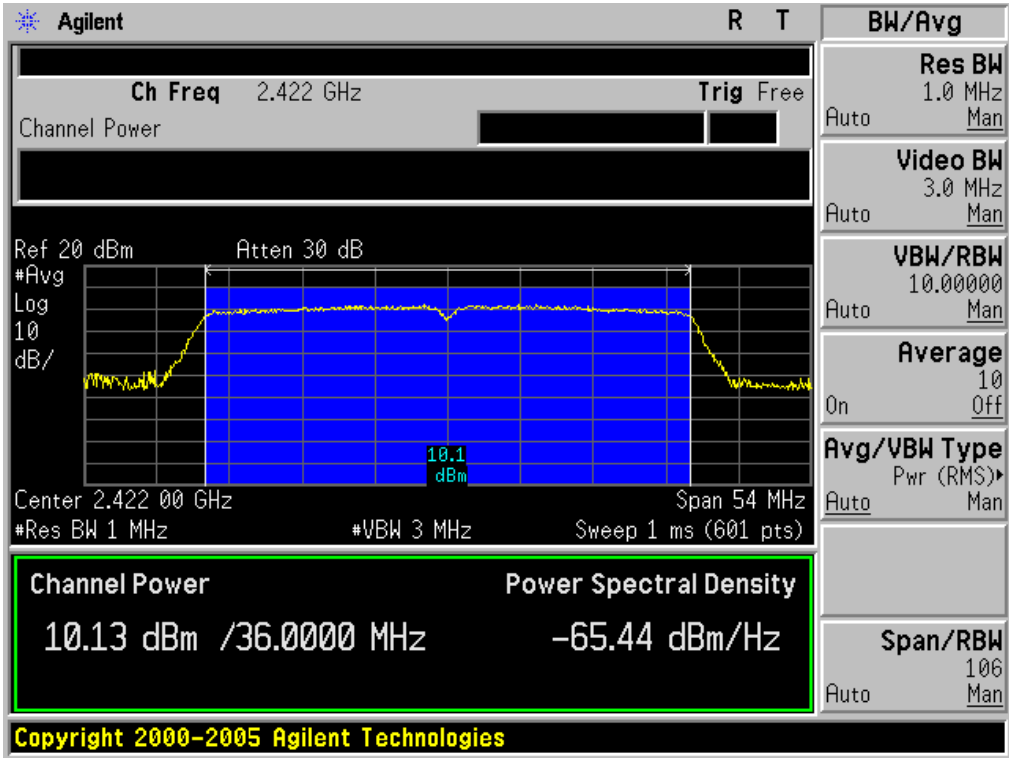 Agilent R T
Ch Freq 2.422 GHz Trig Free
Channel Power
Ref 20 dBm Atten 30 dB
#Avg
Log
10
dB/
10.1
dBm
Center 2.422 00 GHz Span 54 MHz
#Res BW 1 MHz #VBW 3 MHz Sweep 1 ms (601 pts)
Channel Power Power Spectral Density
10.13 dBm /36.0000 MHz -65.44 dBm/Hz
Copyright 2000-2005 Agilent Technologies
BW/Avg
Res BW
1.0 MHz
Auto Man
Video BW
3.0 MHz
Auto Man
VBW/RBW
10.00000
Auto Man
Average
10
On Off
Avg/VBW Type
Pwr (RMS)
Auto Man
Span/RBW
106
Auto Man